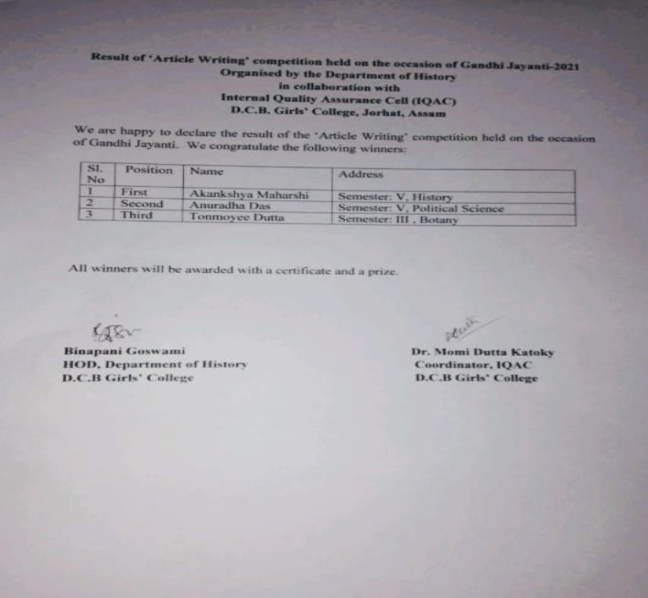 Result of 'Article Writing' competition held on the occasion of Gandhi Jayanti-2021
Organised by the Department of History
in collaboration with
Internal Quality Assurance Cell (IQAC)
D.C.B. Girls' College, Jorhat, Assam
We are happy to declare the result of the 'Article Writing' competition held on the occasion
of Gandhi Jayanti. We congratulate the following winners:
Sl. No Position Name Address
1 First Akankshya Maharshi Semester: V, History
2 Second Anuradha Das Semester: V, Political Science
3 Third Tonmoyee Dutta Semester: III , Botany
All winners will be awarded with a certificate and a prize.
Binapani Goswami Dr. Momi Dutta Katoky
HOD, Department of History Coordinator, IQAC
D.C.B Girls' College D.C.B Girls' College